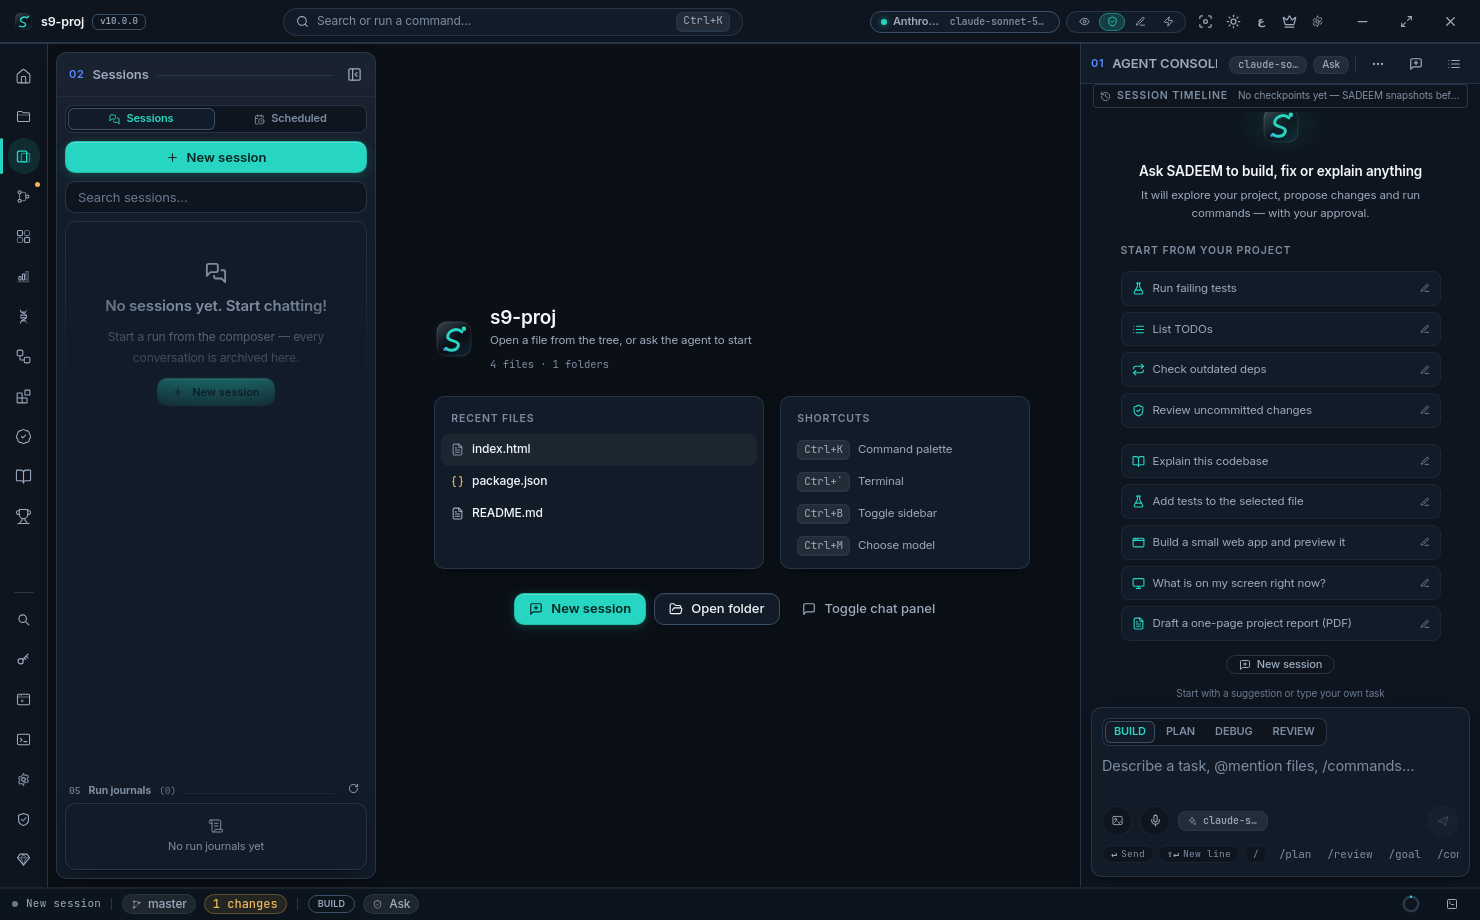 s9-proj v10.0.0
Search or run a command... Ctrl+K
Anthro... claude-sonnet-5...
ع
02 Sessions
Sessions Scheduled
+ New session
Search sessions...
No sessions yet. Start chatting!
Start a run from the composer — every
conversation is archived here.
+ New session
05 Run journals (0)
No run journals yet
s9-proj
Open a file from the tree, or ask the agent to start
4 files · 1 folders
RECENT FILES
index.html
{} package.json
README.md
SHORTCUTS
Ctrl+K Command palette
Ctrl+` Terminal
Ctrl+B Toggle sidebar
Ctrl+M Choose model
New session Open folder Toggle chat panel
01 AGENT CONSOL claude-so... Ask
SESSION TIMELINE No checkpoints yet — SADEEM snapshots bef...
Ask SADEEM to build, fix or explain anything
It will explore your project, propose changes and run
commands — with your approval.
START FROM YOUR PROJECT
Run failing tests
List TODOs
Check outdated deps
Review uncommitted changes
Explain this codebase
Add tests to the selected file
Build a small web app and preview it
What is on my screen right now?
Draft a one-page project report (PDF)
New session
Start with a suggestion or type your own task
BUILD PLAN DEBUG REVIEW
Describe a task, @mention files, /commands...
claude-s...
↵ Send ⇧↵ New line / /plan /review /goal /com
New session master 1 changes BUILD Ask